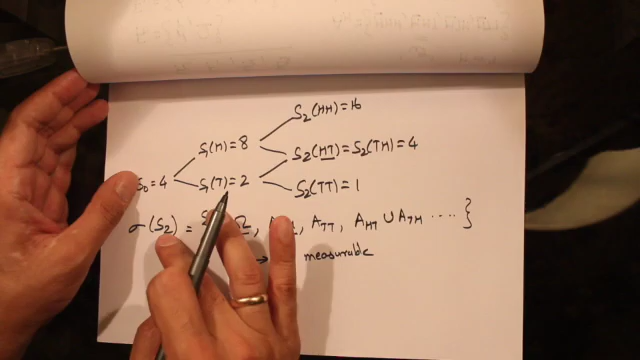 S₂(HH) = 16
S₁(H) = 8
S₂(HT) = S₂(TH) = 4
S₀ = 4
S₁(T) = 2
S₂(TT) = 1
σ(S₂) = { Ω, A , A_TT, A_HT ∪ A_TH .... }
→ measurable